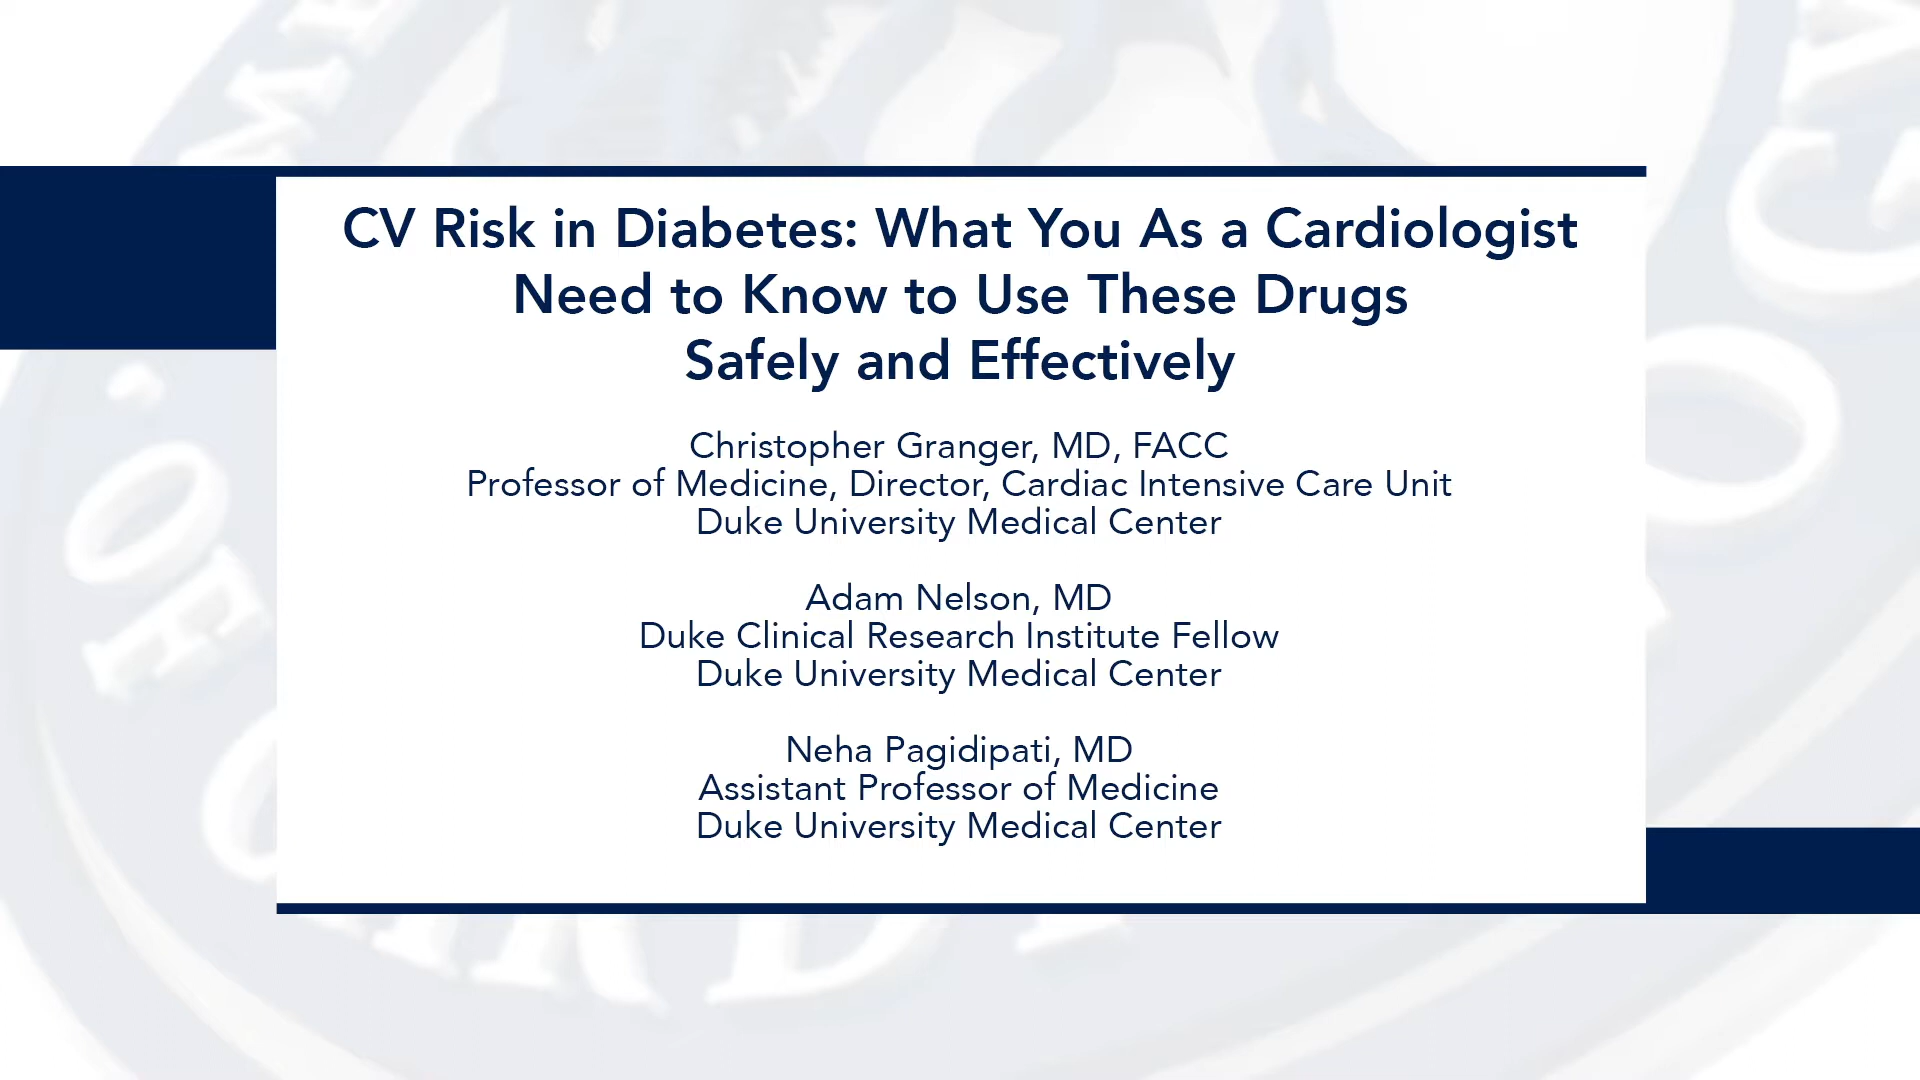 CV Risk in Diabetes: What You As a Cardiologist
Need to Know to Use These Drugs
Safely and Effectively
Christopher Granger, MD, FACC
Professor of Medicine, Director, Cardiac Intensive Care Unit
Duke University Medical Center
Adam Nelson, MD
Duke Clinical Research Institute Fellow
Duke University Medical Center
Neha Pagidipati, MD
Assistant Professor of Medicine
Duke University Medical Center